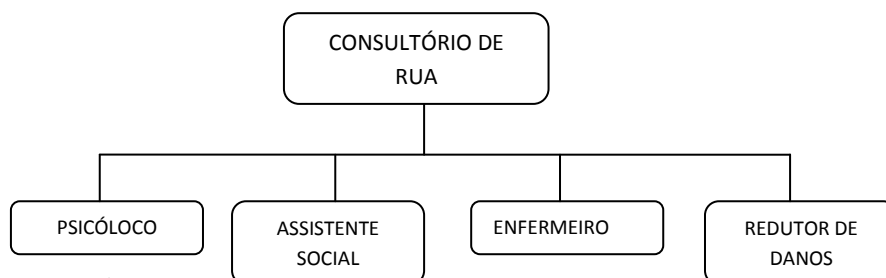 CONSULTÓRIO DE
RUA
PSICÓLOCO
ASSISTENTE
SOCIAL
ENFERMEIRO
REDUTOR DE
DANOS